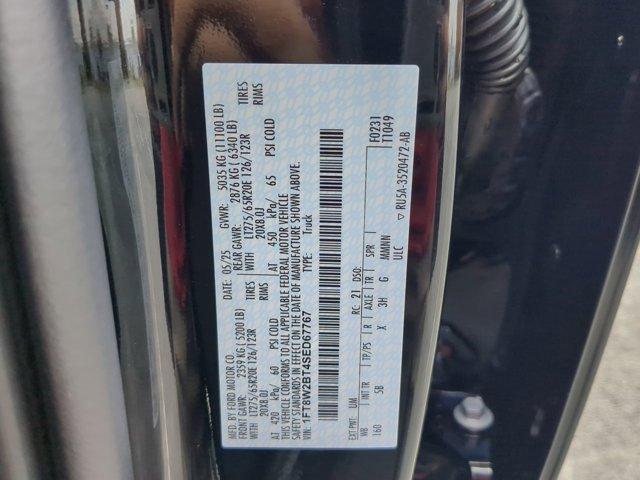 MFD. BY FORD MOTOR CO. DATE: 05/25 GVWR: 5035 KG (11100 LB)
FRONT GAWR: 2359 KG (5200 LB) REAR GAWR: 2876 KG (6340 LB)
WITH LT275/65R20E 126/123R TIRES WITH LT275/65R20E 126/123R TIRES
20X8.0J RIMS 20X8.0J RIMS
AT 420 kPa/ 60 PSI COLD AT 450 kPa/ 65 PSI COLD
THIS VEHICLE CONFORMS TO ALL APPLICABLE FEDERAL MOTOR VEHICLE
SAFETY STANDARDS IN EFFECT ON THE DATE OF MANUFACTURE SHOWN ABOVE.
VIN: 1FT8W2BT4SED67767 TYPE: Truck
F0231
T1049
EXT PNT: UM RC: 21 DSO:
WB INT TR TP/PS R AXLE TR SPR
160 5B X 3H G MMNNN
ULC
RU5A-3520472-AB